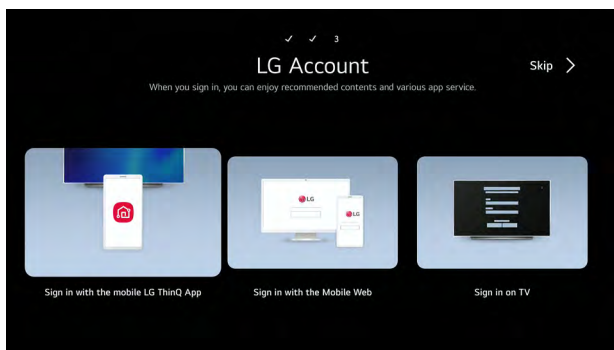 ✓ ✓ 3
LG Account
Skip >
When you sign in, you can enjoy recommended contents and various app service.
LG
LG
Sign in with the mobile LG ThinQ App
Sign in with the Mobile Web
Sign in on TV